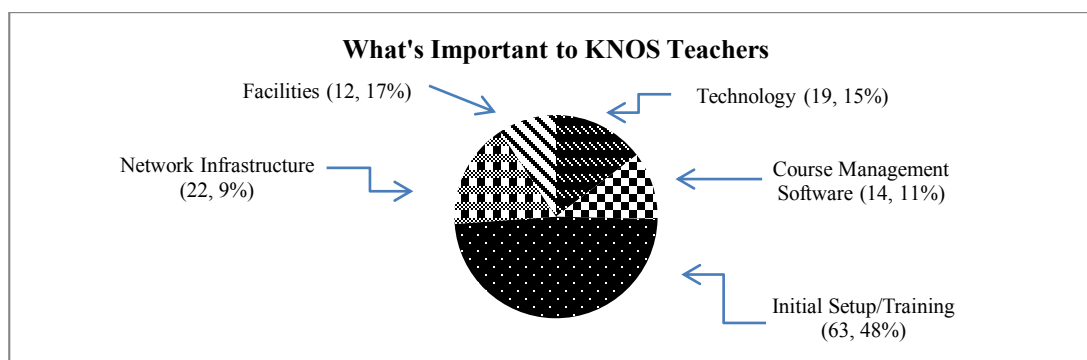 What's Important to KNOS Teachers
Facilities (12, 17%)
Technology (19, 15%)
Network Infrastructure
(22, 9%)
Course Management
Software (14, 11%)
Initial Setup/Training
(63, 48%)